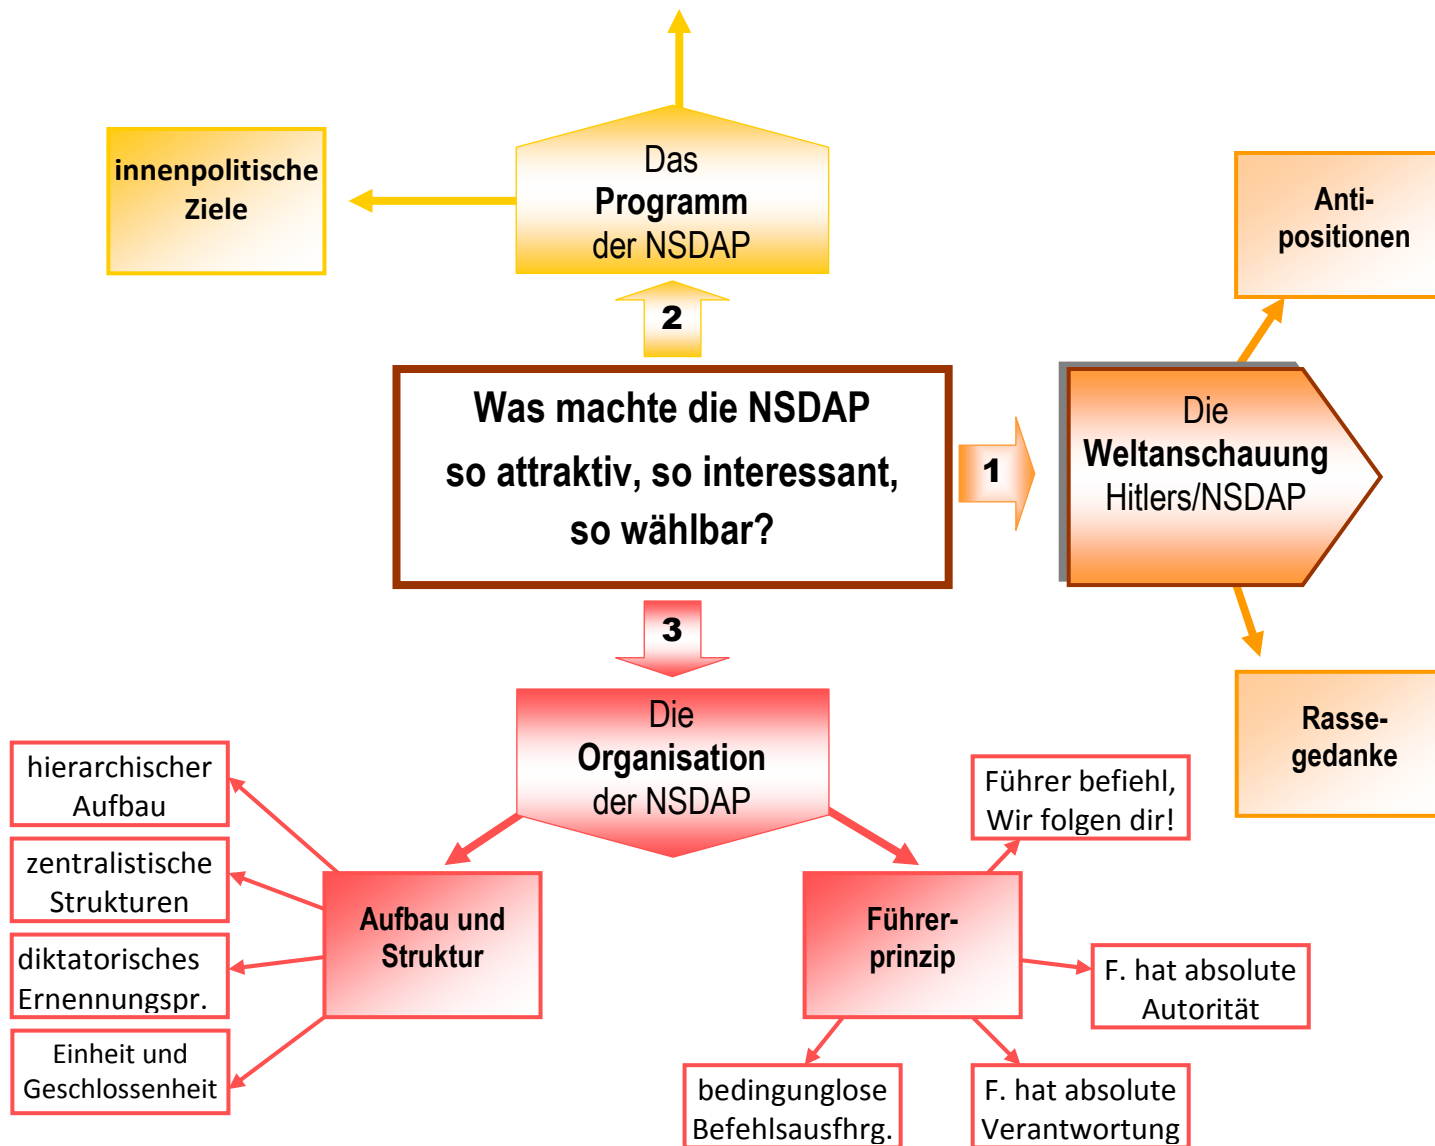 Das
Programm
der NSDAP
innenpolitische
Ziele
Anti-
positionen
2
Was machte die NSDAP
so attraktiv, so interessant,
so wählbar?
1
Die
Weltanschauung
Hitlers/NSDAP
3
Die
Organisation
der NSDAP
Rasse-
gedanke
hierarchischer
Aufbau
zentralistische
Strukturen
diktatorisches
Ernennungspr.
Einheit und
Geschlossenheit
Aufbau und
Struktur
Führer-
prinzip
Führer befiehl,
Wir folgen dir!
F. hat absolute
Autorität
bedingunglose
Befehlsausfhrg.
F. hat absolute
Verantwortung